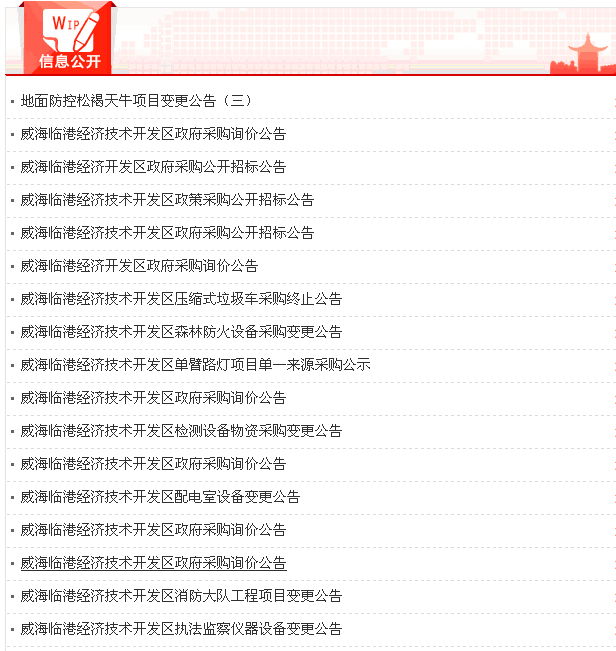 WIP
信息公开
地面防控松褐天牛项目变更公告（三）
威海临港经济技术开发区政府采购询价公告
威海临港经济开发区政府采购公开招标公告
威海临港经济技术开发区政策采购公开招标公告
威海临港经济技术开发区政府采购公开招标公告
威海临港经济开发区政府采购询价公告
威海临港经济技术开发区压缩式垃圾车采购终止公告
威海临港经济技术开发区森林防火设备采购变更公告
威海临港经济技术开发区单臂路灯项目单一来源采购公示
威海临港经济技术开发区政府采购询价公告
威海临港经济技术开发区检测设备物资采购变更公告
威海临港经济技术开发区政府采购询价公告
威海临港经济技术开发区配电室设备变更公告
威海临港经济技术开发区政府采购询价公告
威海临港经济技术开发区政府采购询价公告
威海临港经济技术开发区消防大队工程项目变更公告
威海临港经济技术开发区执法监察仪器设备变更公告